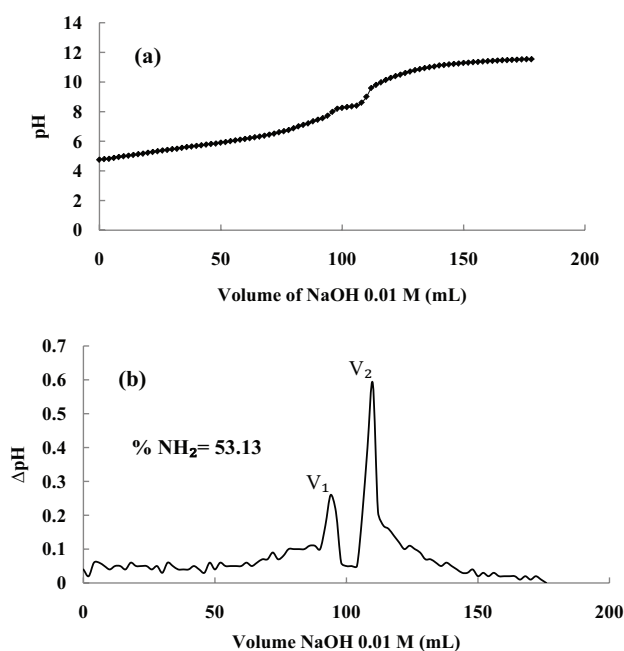 (a)
14
12
10
8
6
4
2
0
pH
0 50 100 150 200
Volume of NaOH 0.01 M (mL)
(b)
0.7
0.6
0.5
0.4
0.3
0.2
0.1
0
ΔpH
V₂
% NH₂= 53.13
V₁
0 50 100 150 200
Volume NaOH 0.01 M (mL)